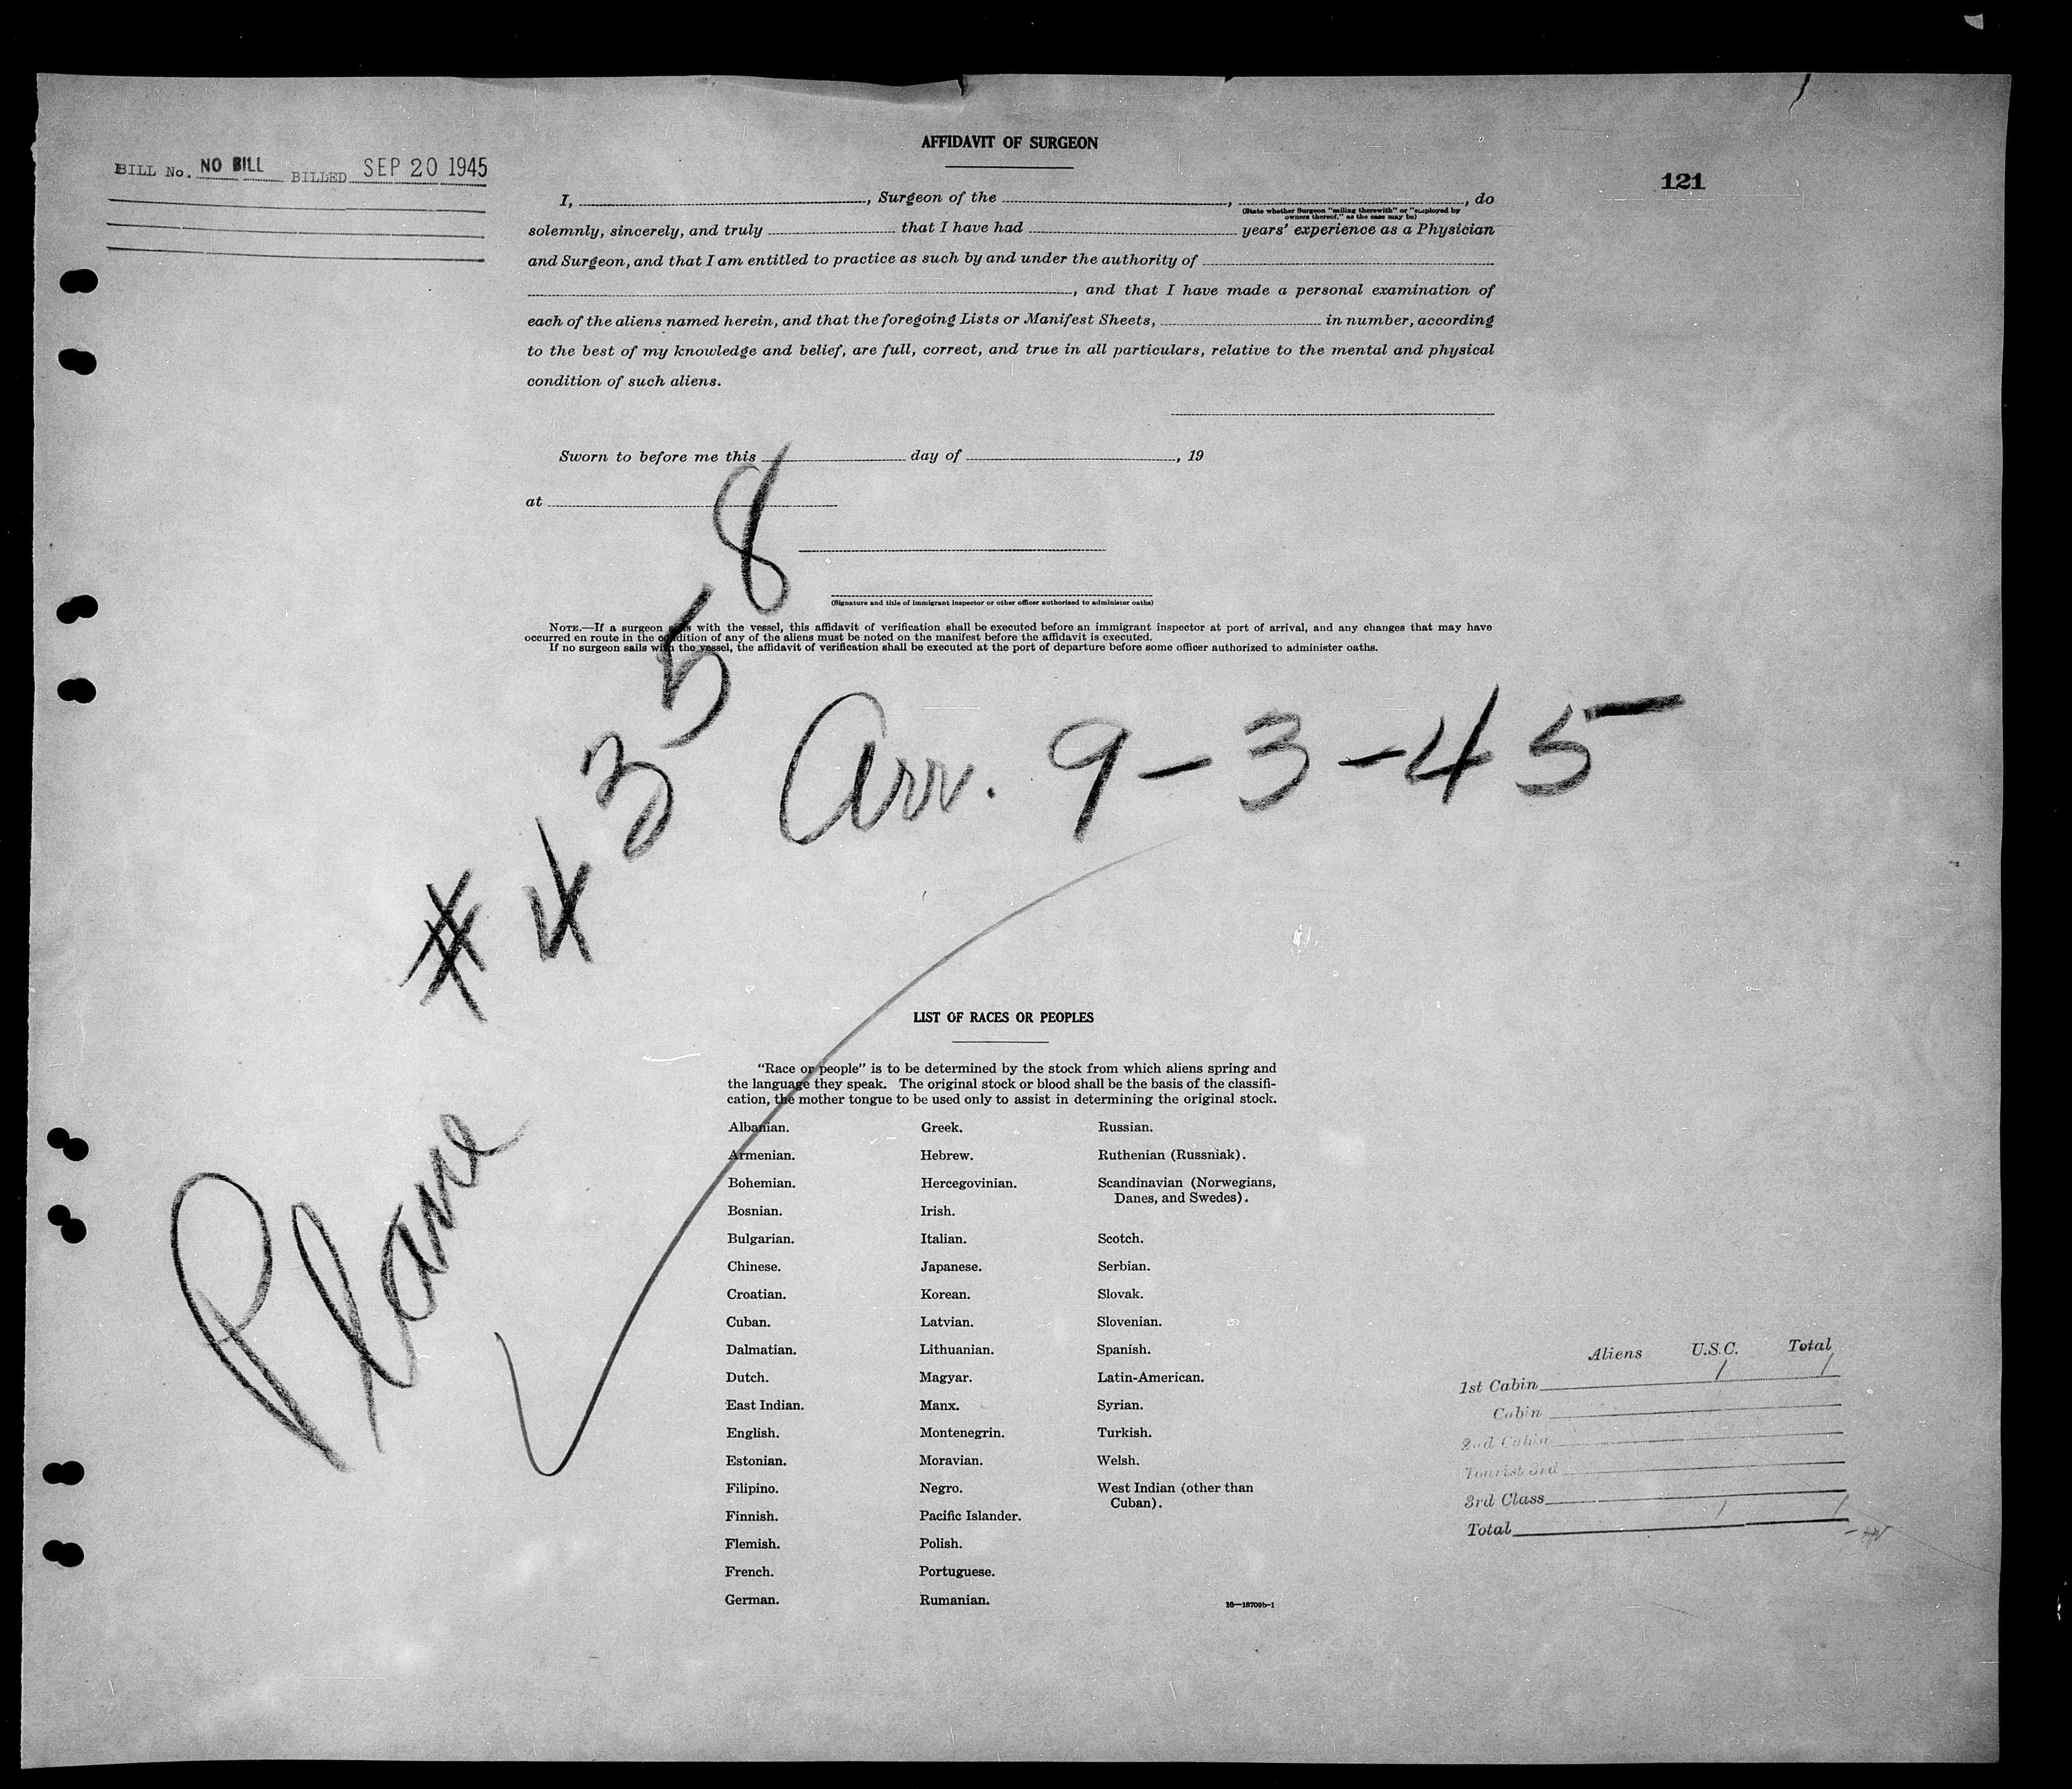 AFFIDAVIT OF SURGEON
BILL No. NO BILL BILLED SEP 20 1945
121
I, , Surgeon of the , , do
(State whether Surgeon "sailing therewith" or "employed by
owners thereof," as the case may be)
solemnly, sincerely, and truly that I have had years' experience as a Physician
and Surgeon, and that I am entitled to practice as such by and under the authority of
, and that I have made a personal examination of
each of the aliens named herein, and that the foregoing Lists or Manifest Sheets, in number, according
to the best of my knowledge and belief, are full, correct, and true in all particulars, relative to the mental and physical
condition of such aliens.
Sworn to before me this day of , 19
at
(Signature and title of immigrant inspector or other officer authorized to administer oaths)
NOTE.—If a surgeon sails with the vessel, this affidavit of verification shall be executed before an immigrant inspector at port of arrival, and any changes that may have
occurred en route in the condition of any of the aliens must be noted on the manifest before the affidavit is executed.
If no surgeon sails with the vessel, the affidavit of verification shall be executed at the port of departure before some officer authorized to administer oaths.
Plane # 4358
Arr. 9-3-45
LIST OF RACES OR PEOPLES
"Race or people" is to be determined by the stock from which aliens spring and
the language they speak. The original stock or blood shall be the basis of the classifi-
cation, the mother tongue to be used only to assist in determining the original stock.
Albanian.
Armenian.
Bohemian.
Bosnian.
Bulgarian.
Chinese.
Croatian.
Cuban.
Dalmatian.
Dutch.
East Indian.
English.
Estonian.
Filipino.
Finnish.
Flemish.
French.
German.
Greek.
Hebrew.
Hercegovinian.
Irish.
Italian.
Japanese.
Korean.
Latvian.
Lithuanian.
Magyar.
Manx.
Montenegrin.
Moravian.
Negro.
Pacific Islander.
Polish.
Portuguese.
Rumanian.
Russian.
Ruthenian (Russniak).
Scandinavian (Norwegians,
Danes, and Swedes).
Scotch.
Serbian.
Slovak.
Slovenian.
Spanish.
Latin-American.
Syrian.
Turkish.
Welsh.
West Indian (other than
Cuban).
16—18709b-1
Aliens U.S.C. Total
1st Cabin 1 1
Cabin
2nd Cabin
Tourist 3rd
3rd Class
Total 1 1